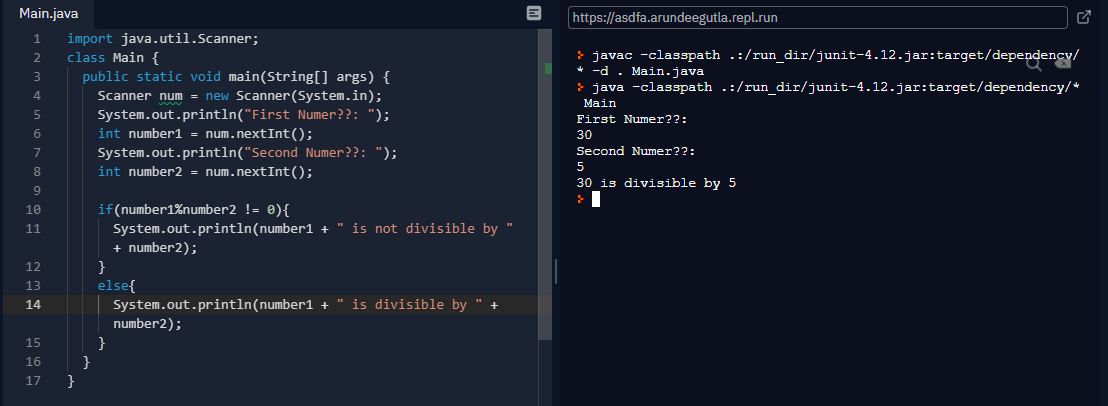 Main.java
1 import java.util.Scanner;
2 class Main {
3 public static void main(String[] args) {
4 Scanner num = new Scanner(System.in);
5 System.out.println("First Numer??: ");
6 int number1 = num.nextInt();
7 System.out.println("Second Numer??: ");
8 int number2 = num.nextInt();
9
10 if(number1%number2 != 0){
11 System.out.println(number1 + " is not divisible by "
+ number2);
12 }
13 else{
14 System.out.println(number1 + " is divisible by " +
number2);
15 }
16 }
17 }
https://asdfa.arundeegutla.repl.run
javac -classpath .:/run_dir/junit-4.12.jar:target/dependency/
* -d . Main.java
java -classpath .:/run_dir/junit-4.12.jar:target/dependency/*
Main
First Numer??:
30
Second Numer??:
5
30 is divisible by 5